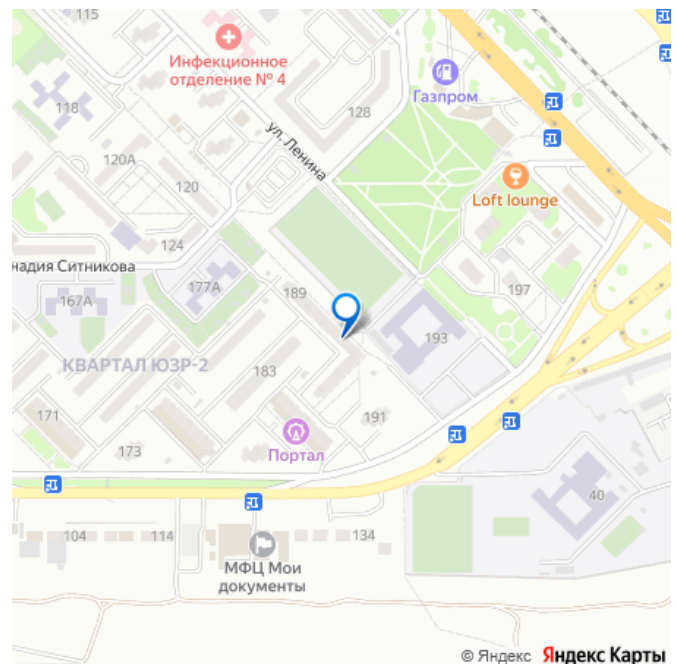 115
Инфекционное
отделение № 4
Газпром
118
128
ул. Ленина
120А
120
Loft lounge
124
надия Ситникова
177А
189
197
167А
193
КВАРТАЛ ЮЗР-2
183
171
191
173
Портал
40
104
114
134
МФЦ Мои
документы
© Яндекс Яндекс Карты